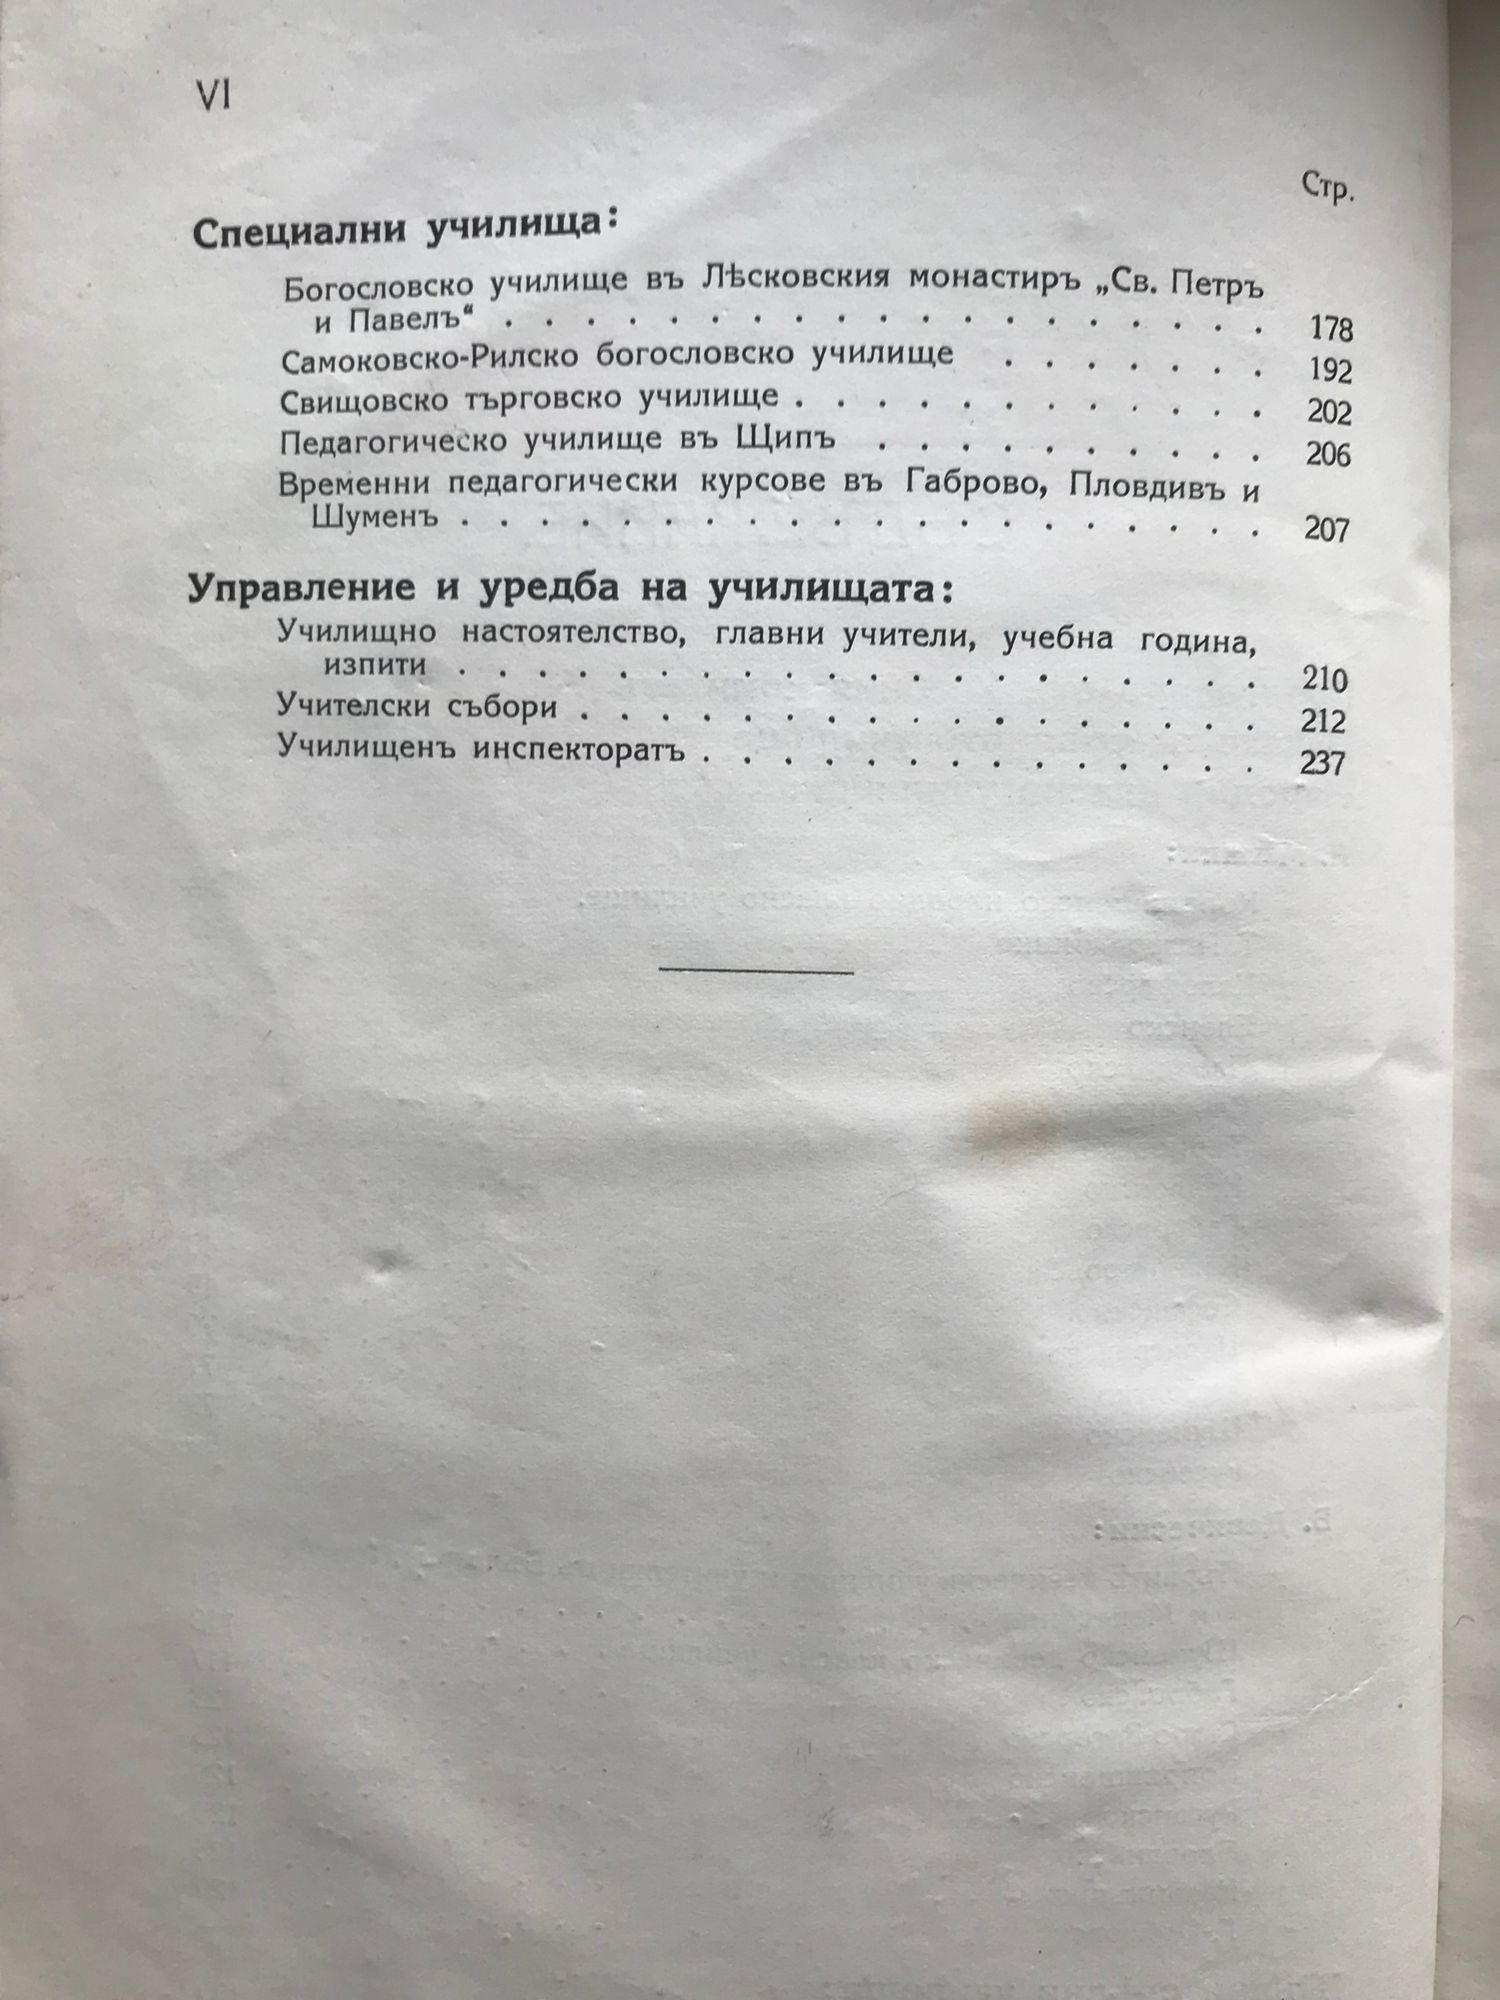 VI
Стр.
Специални училища:
Богословско училище въ Лѣсковския монастиръ „Св. Петръ
и Павелъ“ . . . . . . . . . . . . . . . . . . . 178
Самоковско-Рилско богословско училище . . . . . . . 192
Свищовско търговско училище . . . . . . . . . . . . 202
Педагогическо училище въ Щипъ . . . . . . . . . . 206
Временни педагогически курсове въ Габрово, Пловдивъ и
Шуменъ . . . . . . . . . . . . . . . . . . . . 207
Управление и уредба на училищата:
Училищно настоятелство, главни учители, учебна година,
изпити . . . . . . . . . . . . . . . . . . . . 210
Учителски събори . . . . . . . . . . . . . . . . . 212
Училищенъ инспекторатъ . . . . . . . . . . . . . . 237